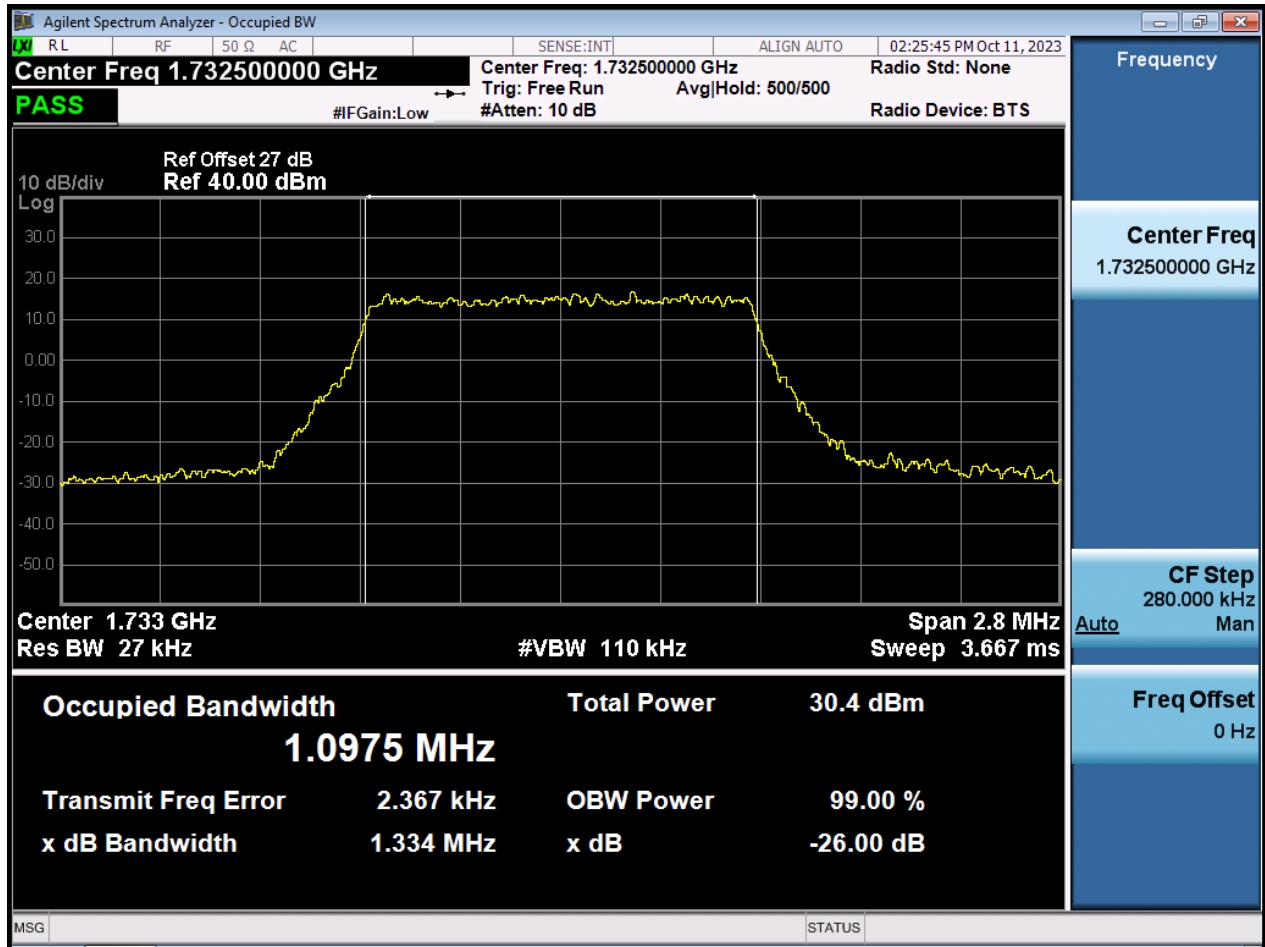 Agilent Spectrum Analyzer - Occupied BW
LXI RL RF 50 Ω AC SENSE:INT ALIGN AUTO 02:25:45 PM Oct 11, 2023
Center Freq 1.732500000 GHz
PASS
#IFGain:Low
Center Freq: 1.732500000 GHz
Trig: Free Run Avg|Hold: 500/500
#Atten: 10 dB
Radio Std: None
Radio Device: BTS
Ref Offset 27 dB
10 dB/div Ref 40.00 dBm
Log
30.0
20.0
10.0
0.00
-10.0
-20.0
-30.0
-40.0
-50.0
Center 1.733 GHz Span 2.8 MHz
Res BW 27 kHz #VBW 110 kHz Sweep 3.667 ms
Occupied Bandwidth Total Power 30.4 dBm
1.0975 MHz
Transmit Freq Error 2.367 kHz OBW Power 99.00 %
x dB Bandwidth 1.334 MHz x dB -26.00 dB
MSG STATUS
Frequency
Center Freq
1.732500000 GHz
CF Step
280.000 kHz
Auto Man
Freq Offset
0 Hz